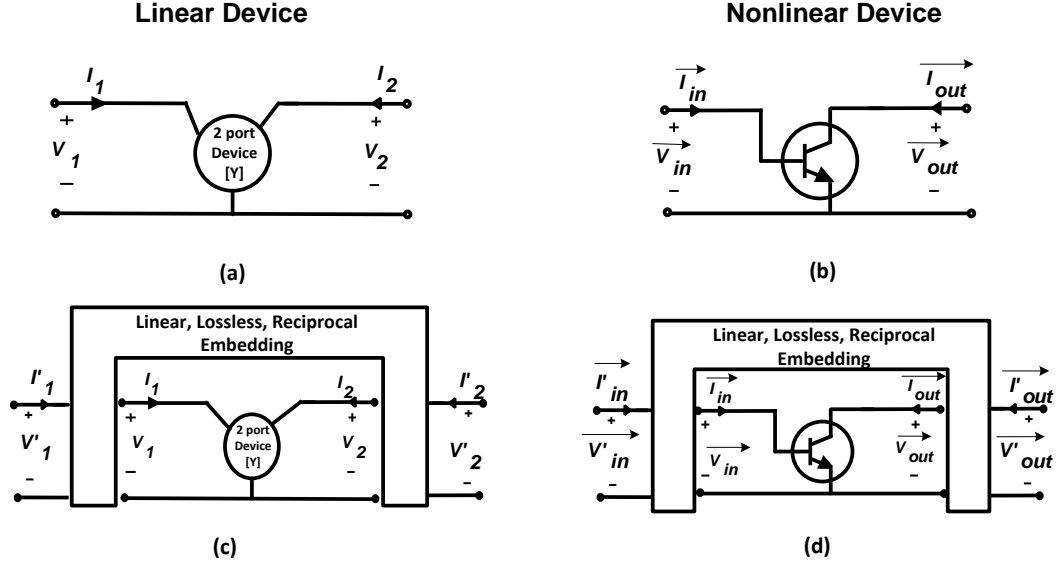 Linear Device
Nonlinear Device
I1
I2
+
+
V1
V2
−
-
2 port
Device
[Y]
Iin
Iout
+
+
Vin
Vout
-
−
(a)
(b)
Linear, Lossless, Reciprocal
Embedding
I'1
I1
I2
I'2
+
+
+
+
V'1
V1
V2
V'2
-
-
-
-
2 port
Device
[Y]
(c)
Linear, Lossless, Reciprocal
Embedding
I'in
Iin
Iout
I'out
+
+
+
+
V'in
Vin
Vout
V'out
-
-
-
-
(d)